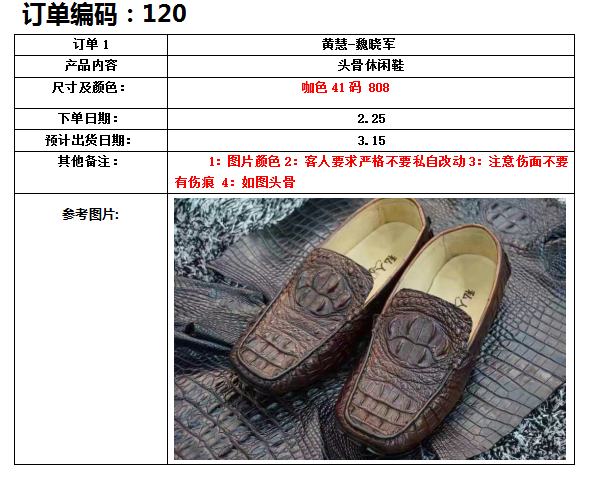 订单编码：120
订单 1 黄慧-魏晓军
产品内容 头骨休闲鞋
尺寸及颜色： 咖色 41 码 808
下单日期： 2.25
预计出货日期： 3.15
其他备注： 1：图片颜色 2：客人要求严格不要私自改动 3：注意伤面不要
有伤痕 4：如图头骨
参考图片:
私人